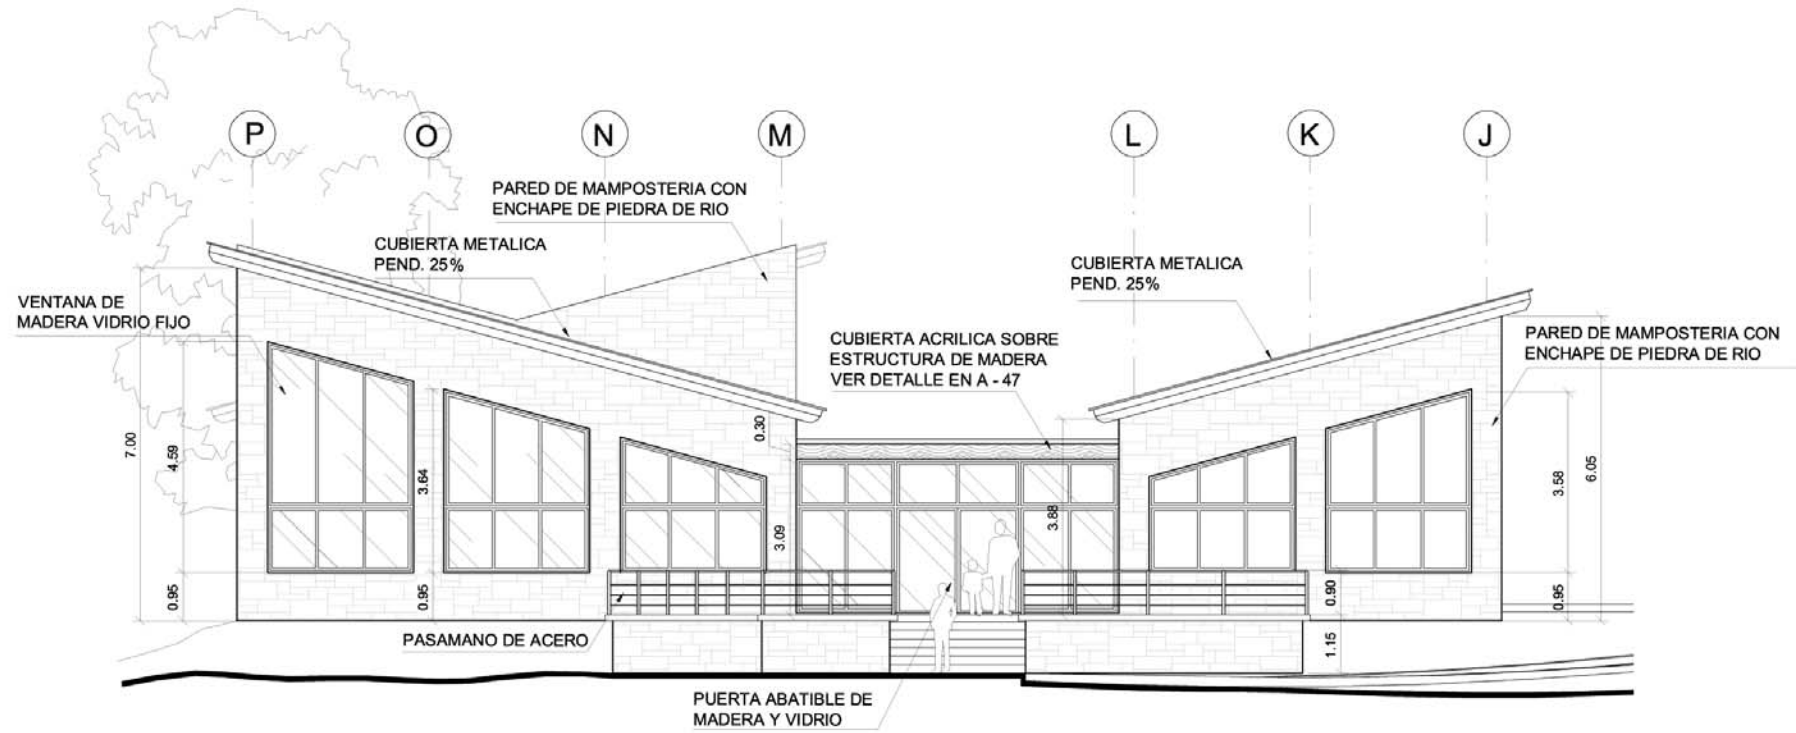 P
O
N
M
L
K
J
PARED DE MAMPOSTERIA CON
ENCHAPE DE PIEDRA DE RIO
CUBIERTA METALICA
PEND. 25%
CUBIERTA METALICA
PEND. 25%
VENTANA DE
MADERA VIDRIO FIJO
CUBIERTA ACRILICA SOBRE
ESTRUCTURA DE MADERA
VER DETALLE EN A - 47
PARED DE MAMPOSTERIA CON
ENCHAPE DE PIEDRA DE RIO
7.00
4.59
0.95
3.64
0.95
0.30
3.09
3.88
0.90
1.15
3.58
0.95
6.05
PASAMANO DE ACERO
PUERTA ABATIBLE DE
MADERA Y VIDRIO